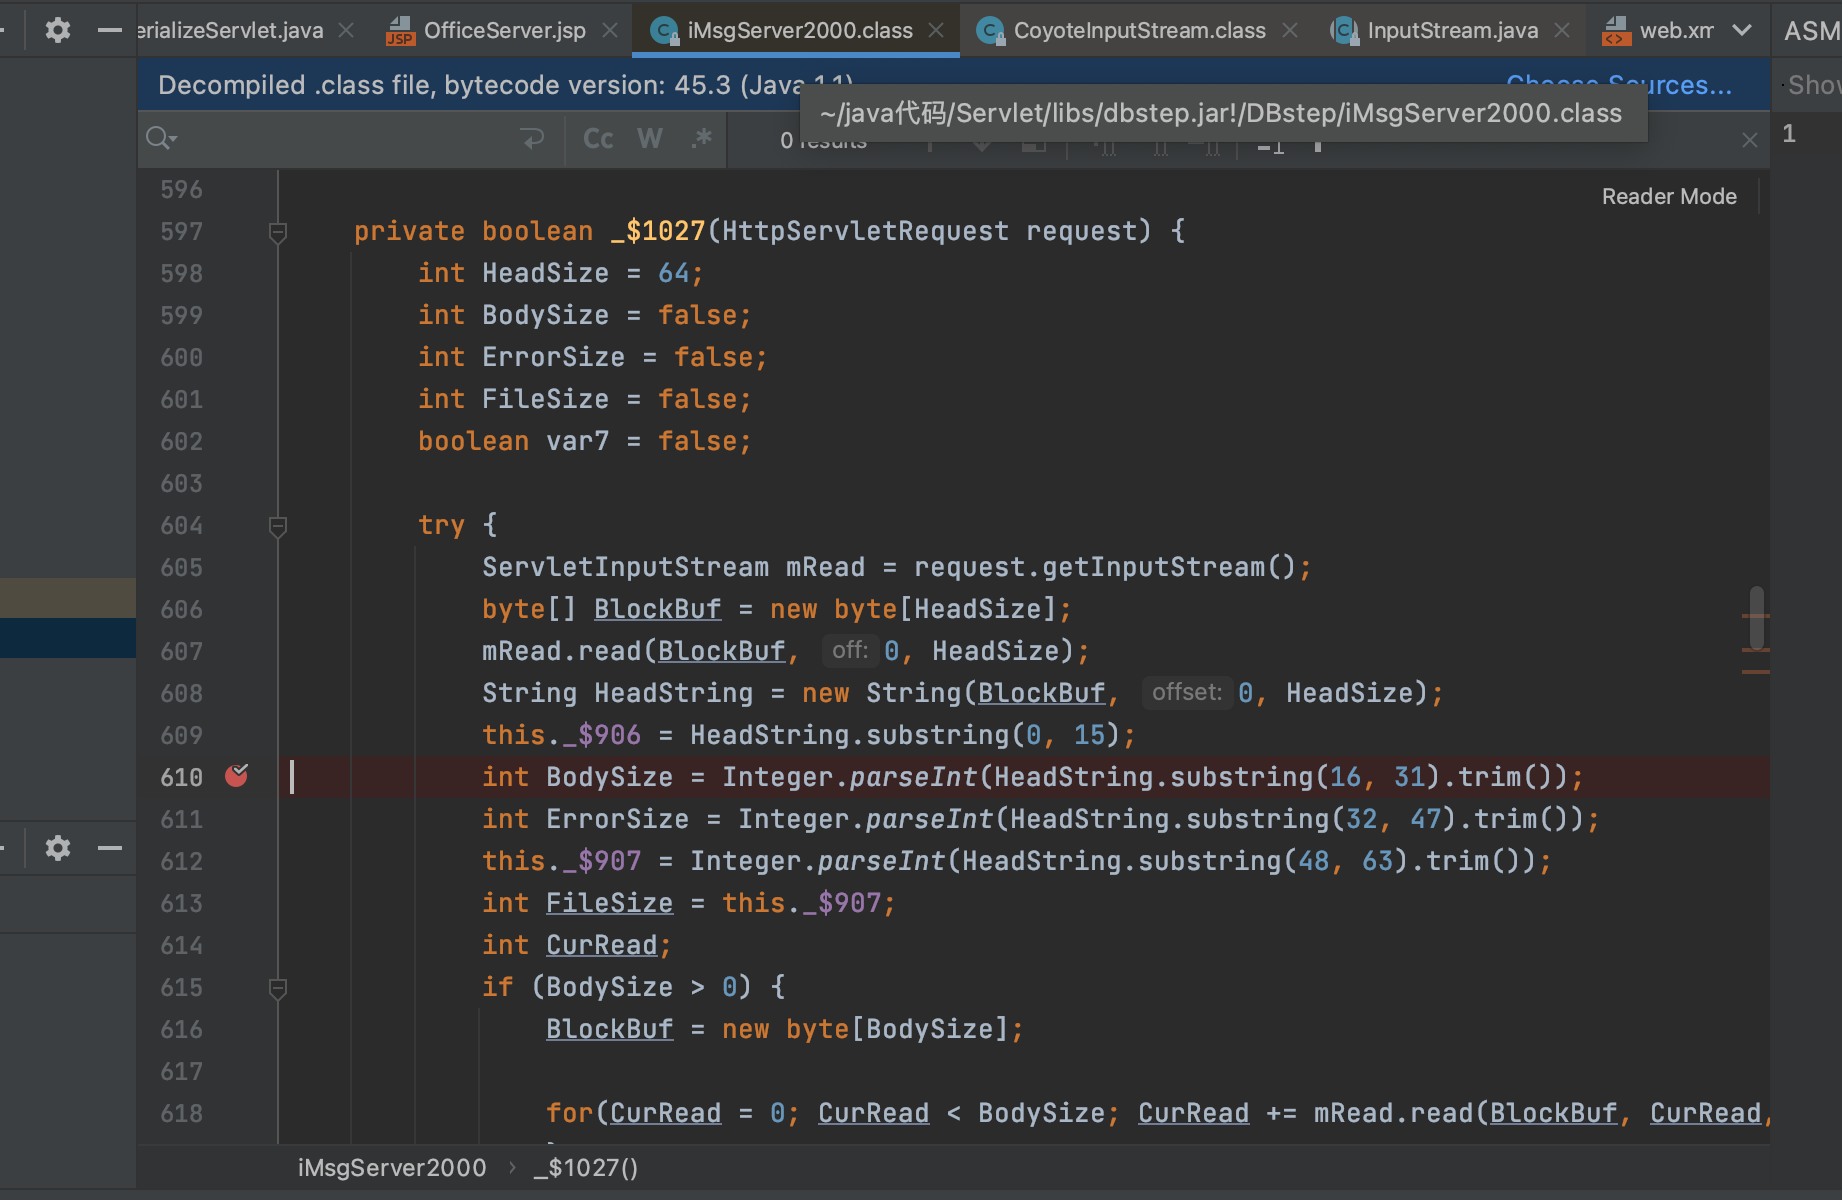 erializeServlet.java OfficeServer.jsp iMsgServer2000.class CoyoteInputStream.class InputStream.java web.xm ASM
Decompiled .class file, bytecode version: 45.3 (Java 1.1) Choose Sources... Show
~/java代码/Servlet/libs/dbstep.jar!/DBstep/iMsgServer2000.class
Cc W .* 0 results 1
Reader Mode
596
597 private boolean _$1027(HttpServletRequest request) {
598 int HeadSize = 64;
599 int BodySize = false;
600 int ErrorSize = false;
601 int FileSize = false;
602 boolean var7 = false;
603
604 try {
605 ServletInputStream mRead = request.getInputStream();
606 byte[] BlockBuf = new byte[HeadSize];
607 mRead.read(BlockBuf, off: 0, HeadSize);
608 String HeadString = new String(BlockBuf, offset: 0, HeadSize);
609 this._$906 = HeadString.substring(0, 15);
610 int BodySize = Integer.parseInt(HeadString.substring(16, 31).trim());
611 int ErrorSize = Integer.parseInt(HeadString.substring(32, 47).trim());
612 this._$907 = Integer.parseInt(HeadString.substring(48, 63).trim());
613 int FileSize = this._$907;
614 int CurRead;
615 if (BodySize > 0) {
616 BlockBuf = new byte[BodySize];
617
618 for(CurRead = 0; CurRead < BodySize; CurRead += mRead.read(BlockBuf, CurRead,
iMsgServer2000 › _$1027()